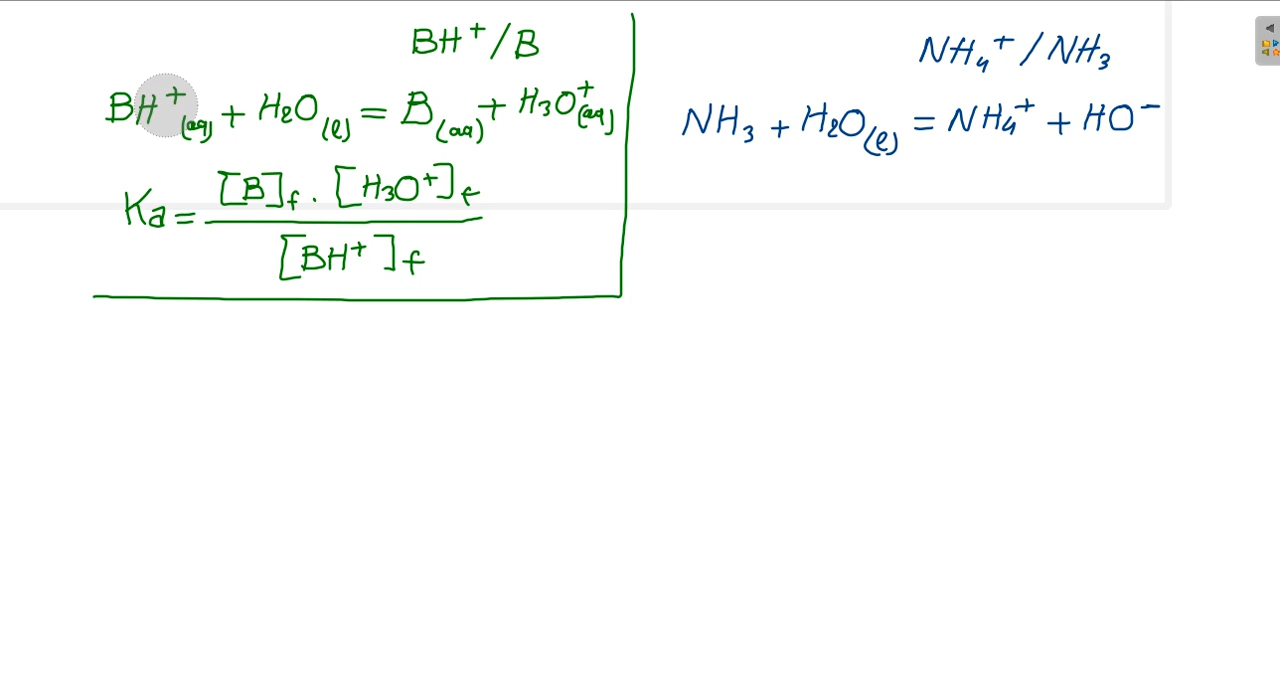 BH⁺/B
BH⁺(aq) + H₂O(l) = B(aq) + H₃O⁺(aq)
Ka = [B]f · [H₃O⁺]f / [BH⁺]f
NH₄⁺/NH₃
NH₃ + H₂O(l) = NH₄⁺ + HO⁻